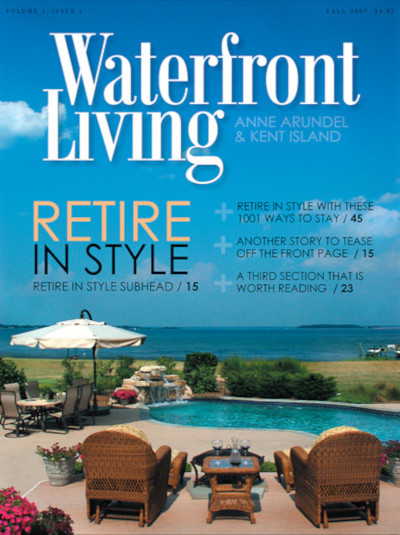 VOLUME 1, ISSUE 1
FALL 2007, $4.95
Waterfront
Living
ANNE ARUNDEL
& KENT ISLAND
RETIRE
IN STYLE
RETIRE IN STYLE SUBHEAD / 15
+ RETIRE IN STYLE WITH THESE
1001 WAYS TO STAY / 45
+ ANOTHER STORY TO TEASE
OFF THE FRONT PAGE / 15
+ A THIRD SECTION THAT IS
WORTH READING / 23